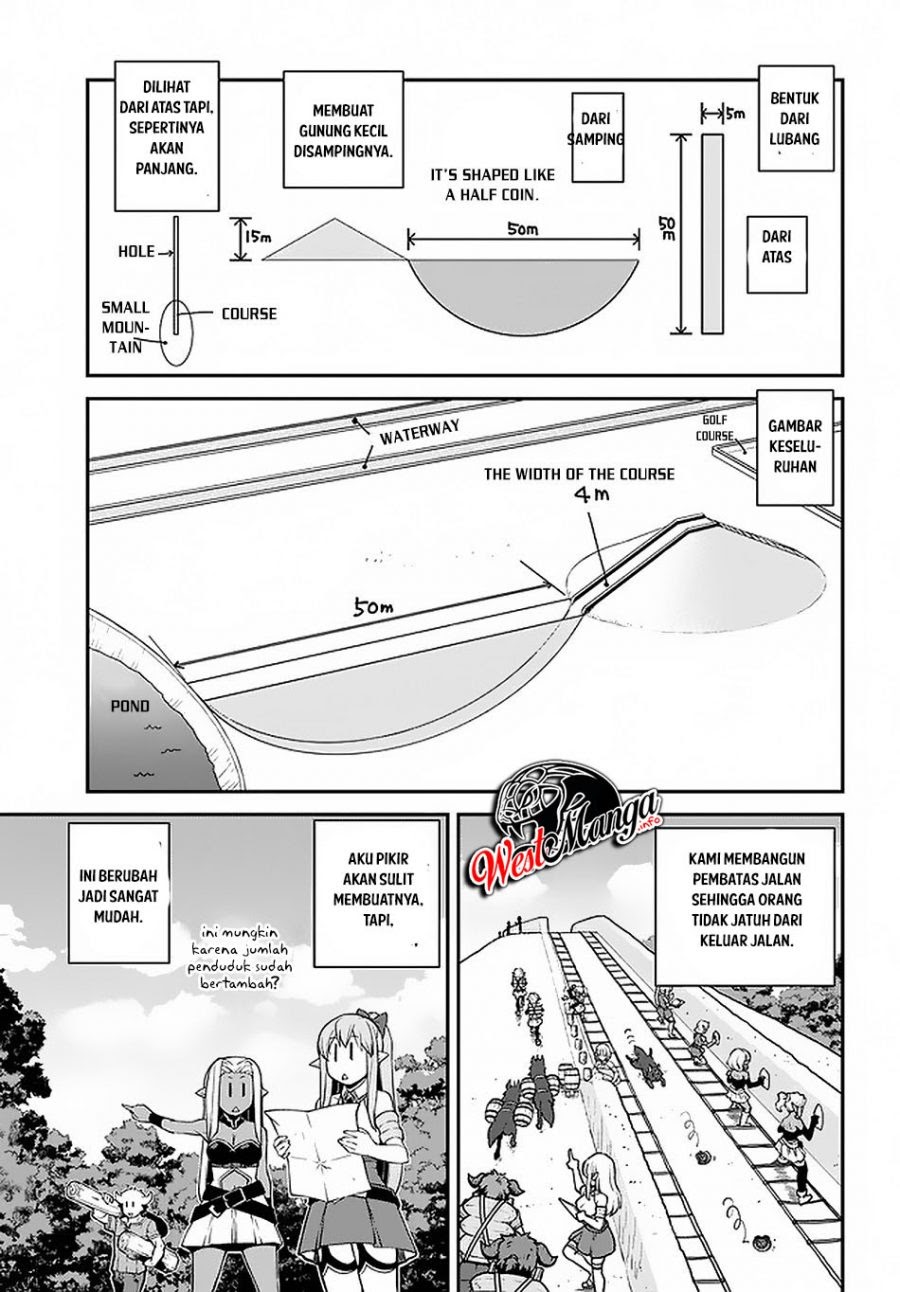 BENTUK
DARI
LUBANG
5m
50m
DARI
ATAS
DARI
SAMPING
IT'S SHAPED LIKE
A HALF COIN.
50m
MEMBUAT
GUNUNG KECIL
DISAMPINGNYA.
15m
DILIHAT
DARI ATAS TAPI,
SEPERTINYA
AKAN
PANJANG.
HOLE
COURSE
SMALL
MOUN-
TAIN
GAMBAR
KESELU-
RUHAN
GOLF
COURSE
WATERWAY
THE WIDTH OF THE COURSE
4m
50m
POND
WestManga
.info
KAMI MEMBANGUN
PEMBATAS JALAN
SEHINGGA ORANG
TIDAK JATUH DARI
KELUAR JALAN.
AKU PIKIR
AKAN SULIT
MEMBUATNYA,
TAPI,
ini mungkin
karena jumlah
penduduk sudah
bertambah?
INI BERUBAH
JADI SANGAT
MUDAH.